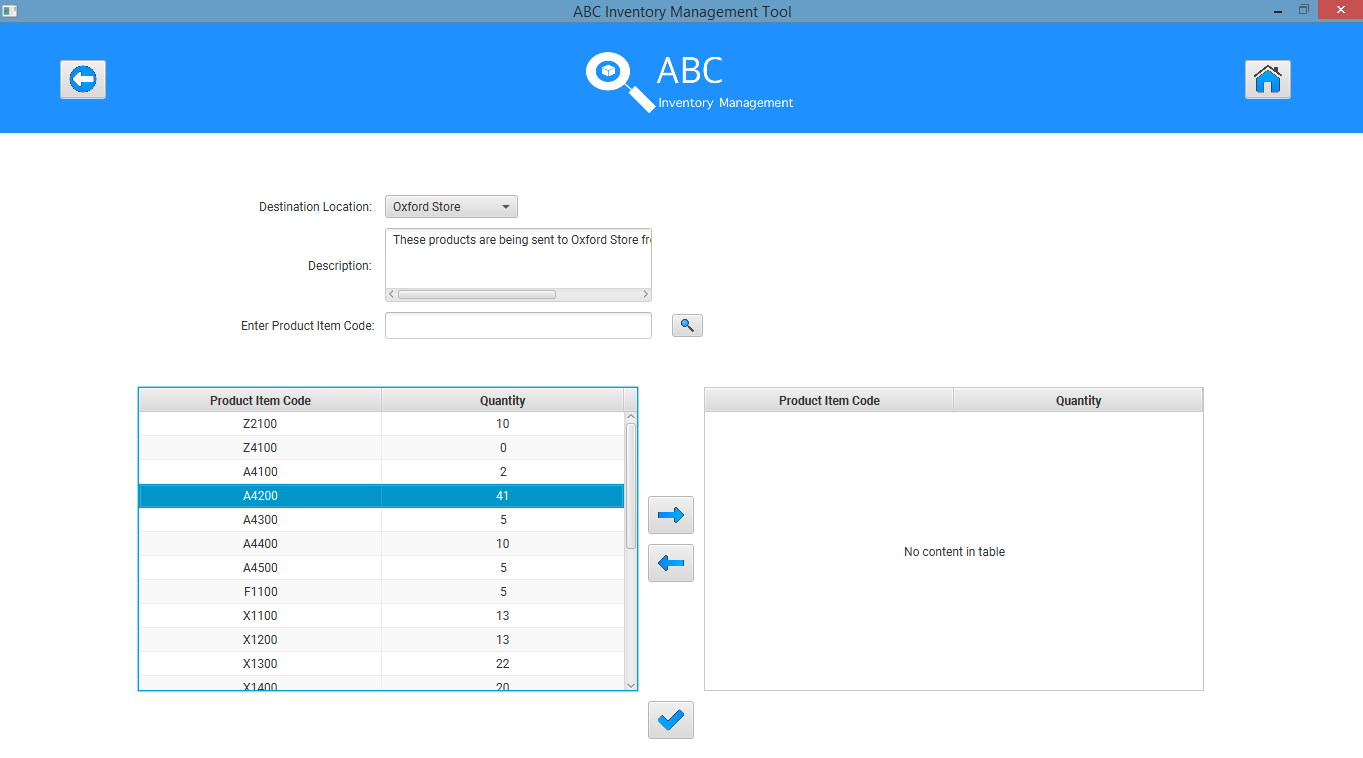 ABC Inventory Management Tool
ABC
Inventory Management
Destination Location: Oxford Store
These products are being sent to Oxford Store
Description:
Enter Product Item Code:
Product Item Code Quantity
Z2100 10
Z4100 0
A4100 2
A4200 41
A4300 5
A4400 10
A4500 5
F1100 5
X1100 13
X1200 13
X1300 22
X1400 20
Product Item Code Quantity
No content in table